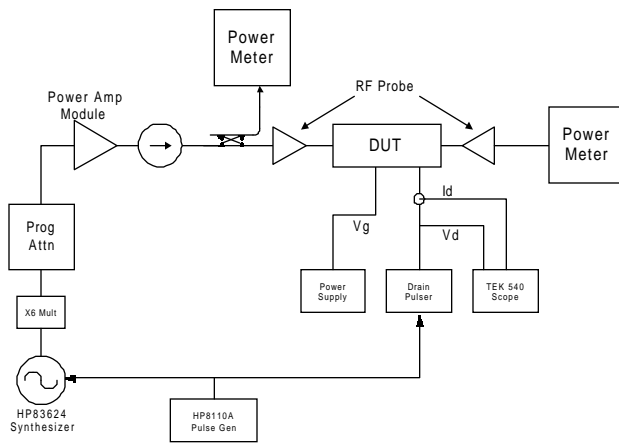 Power
Meter
Power Amp
Module
RF Probe
DUT
Power
Meter
Id
Vg
Vd
Prog
Attn
Power
Supply
Drain
Pulser
TEK 540
Scope
X6 Mult
HP83624
Synthesizer
HP8110A
Pulse Gen